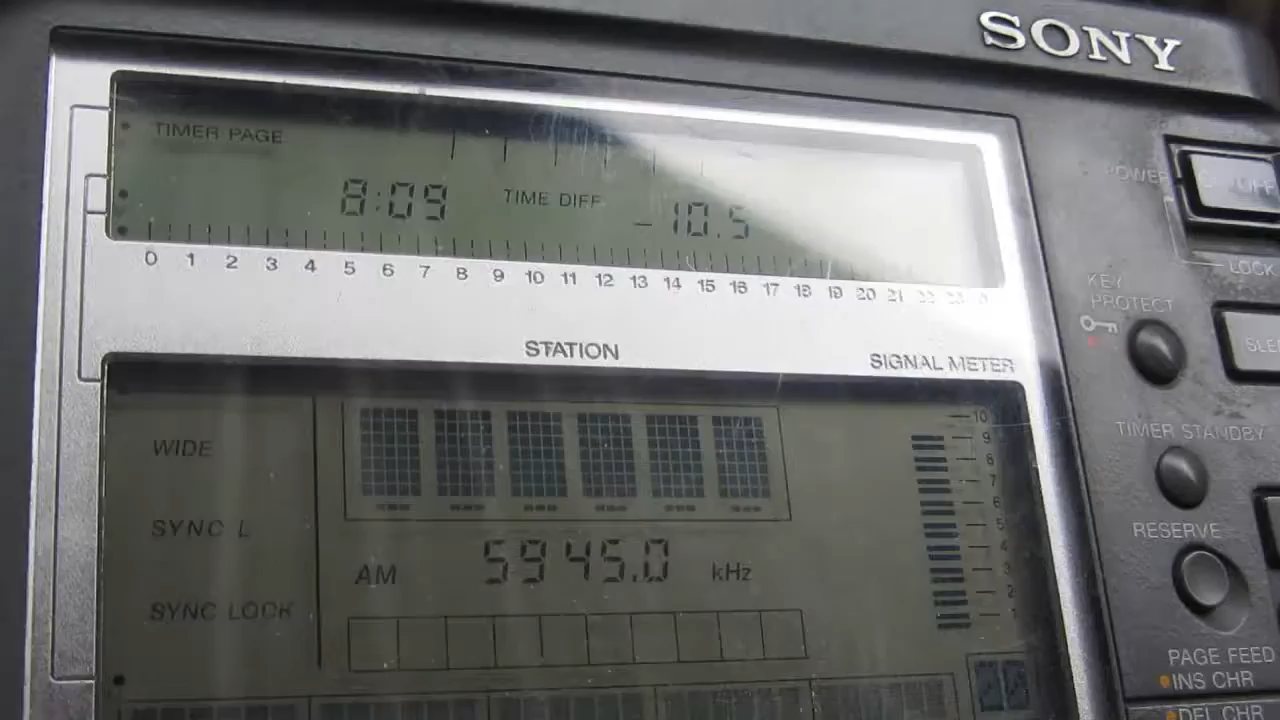 SONY
TIMER PAGE
8:09 TIME DIFF -10.5
0 1 2 3 4 5 6 7 8 9 10 11 12 13 14 15 16 17 18 19 20 21 22 23
POWER
LOCK
KEY
PROTECT
STATION
SIGNAL METER
TIMER STANDBY
WIDE
10
9
8
7
6
5
4
3
2
1
SYNC L
AM 5945.0 kHz
SYNC LOCK
RESERVE
PAGE FEED
INS CHR
DEL CHR